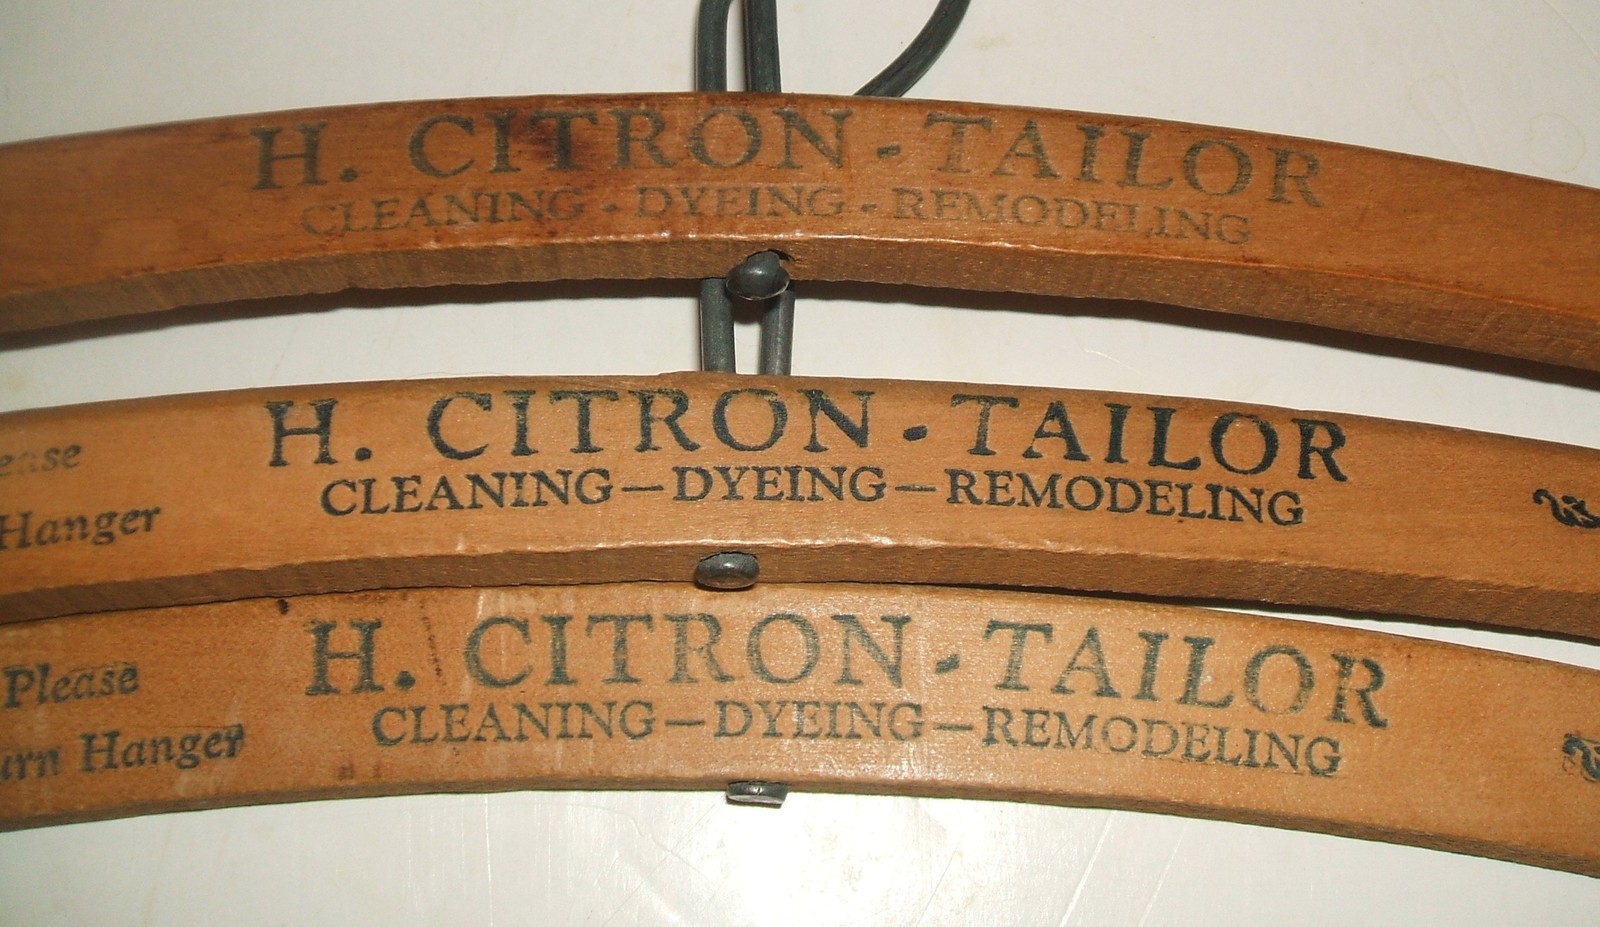 H. CITRON - TAILOR
CLEANING - DYEING - REMODELING
H. CITRON - TAILOR
CLEANING—DYEING—REMODELING
Hanger
H. CITRON - TAILOR
CLEANING—DYEING—REMODELING
Please
Hanger